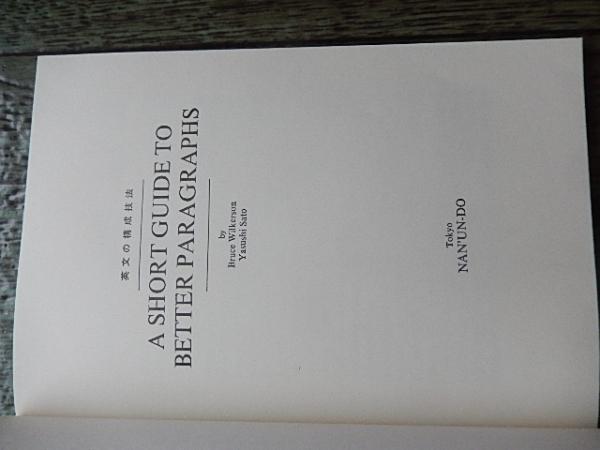 英文の構成技法
A SHORT GUIDE TO
BETTER PARAGRAPHS
by
Bruce Wilkerson
Yasushi Sato
Tokyo
NAN'UN-DO